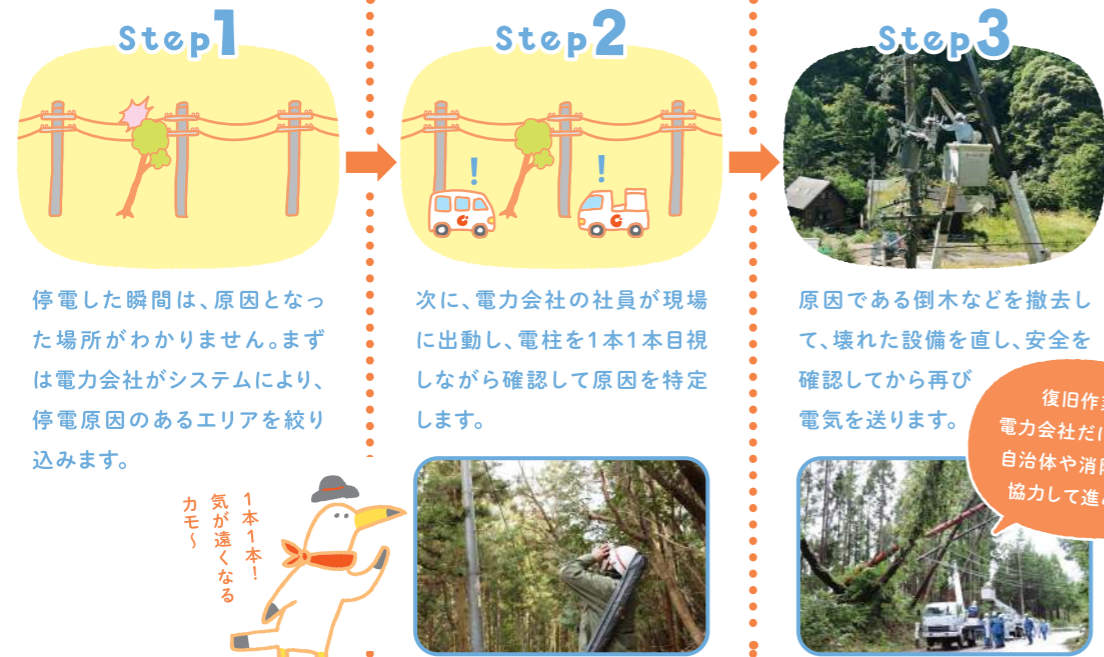 Step1
停電した瞬間は、原因となっ
た場所がわかりません。まず
は電力会社がシステムにより、
停電原因のあるエリアを絞り
込みます。
1本1本!
気が遠くなる
カモ～
Step2
!
!
次に、電力会社の社員が現場
に出動し、電柱を1本1本目視
しながら確認して原因を特定
します。
Step3
原因である倒木などを撤去し
て、壊れた設備を直し、安全を
確認してから再び
電気を送ります。
復旧作
電力会社だ
自治体や消
協力して進